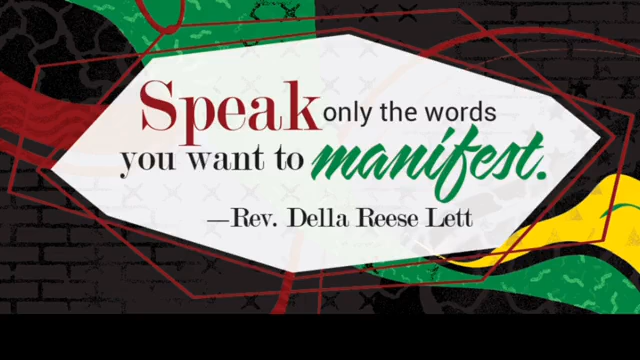 Speak only the words
you want to manifest.
—Rev. Della Reese Lett